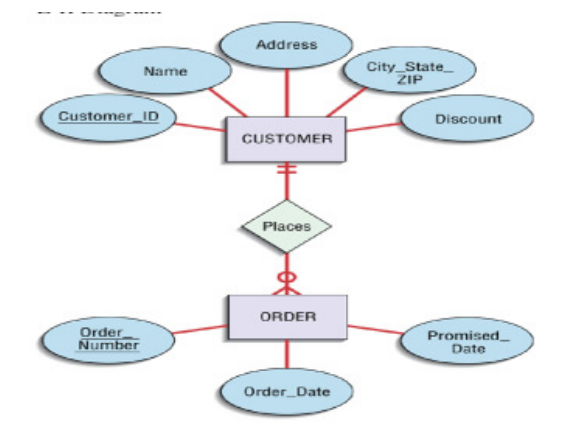 Address
Name
City_State_
ZIP
Customer_ID
Discount
CUSTOMER
Places
ORDER
Order_
Number
Promised_
Date
Order_Date